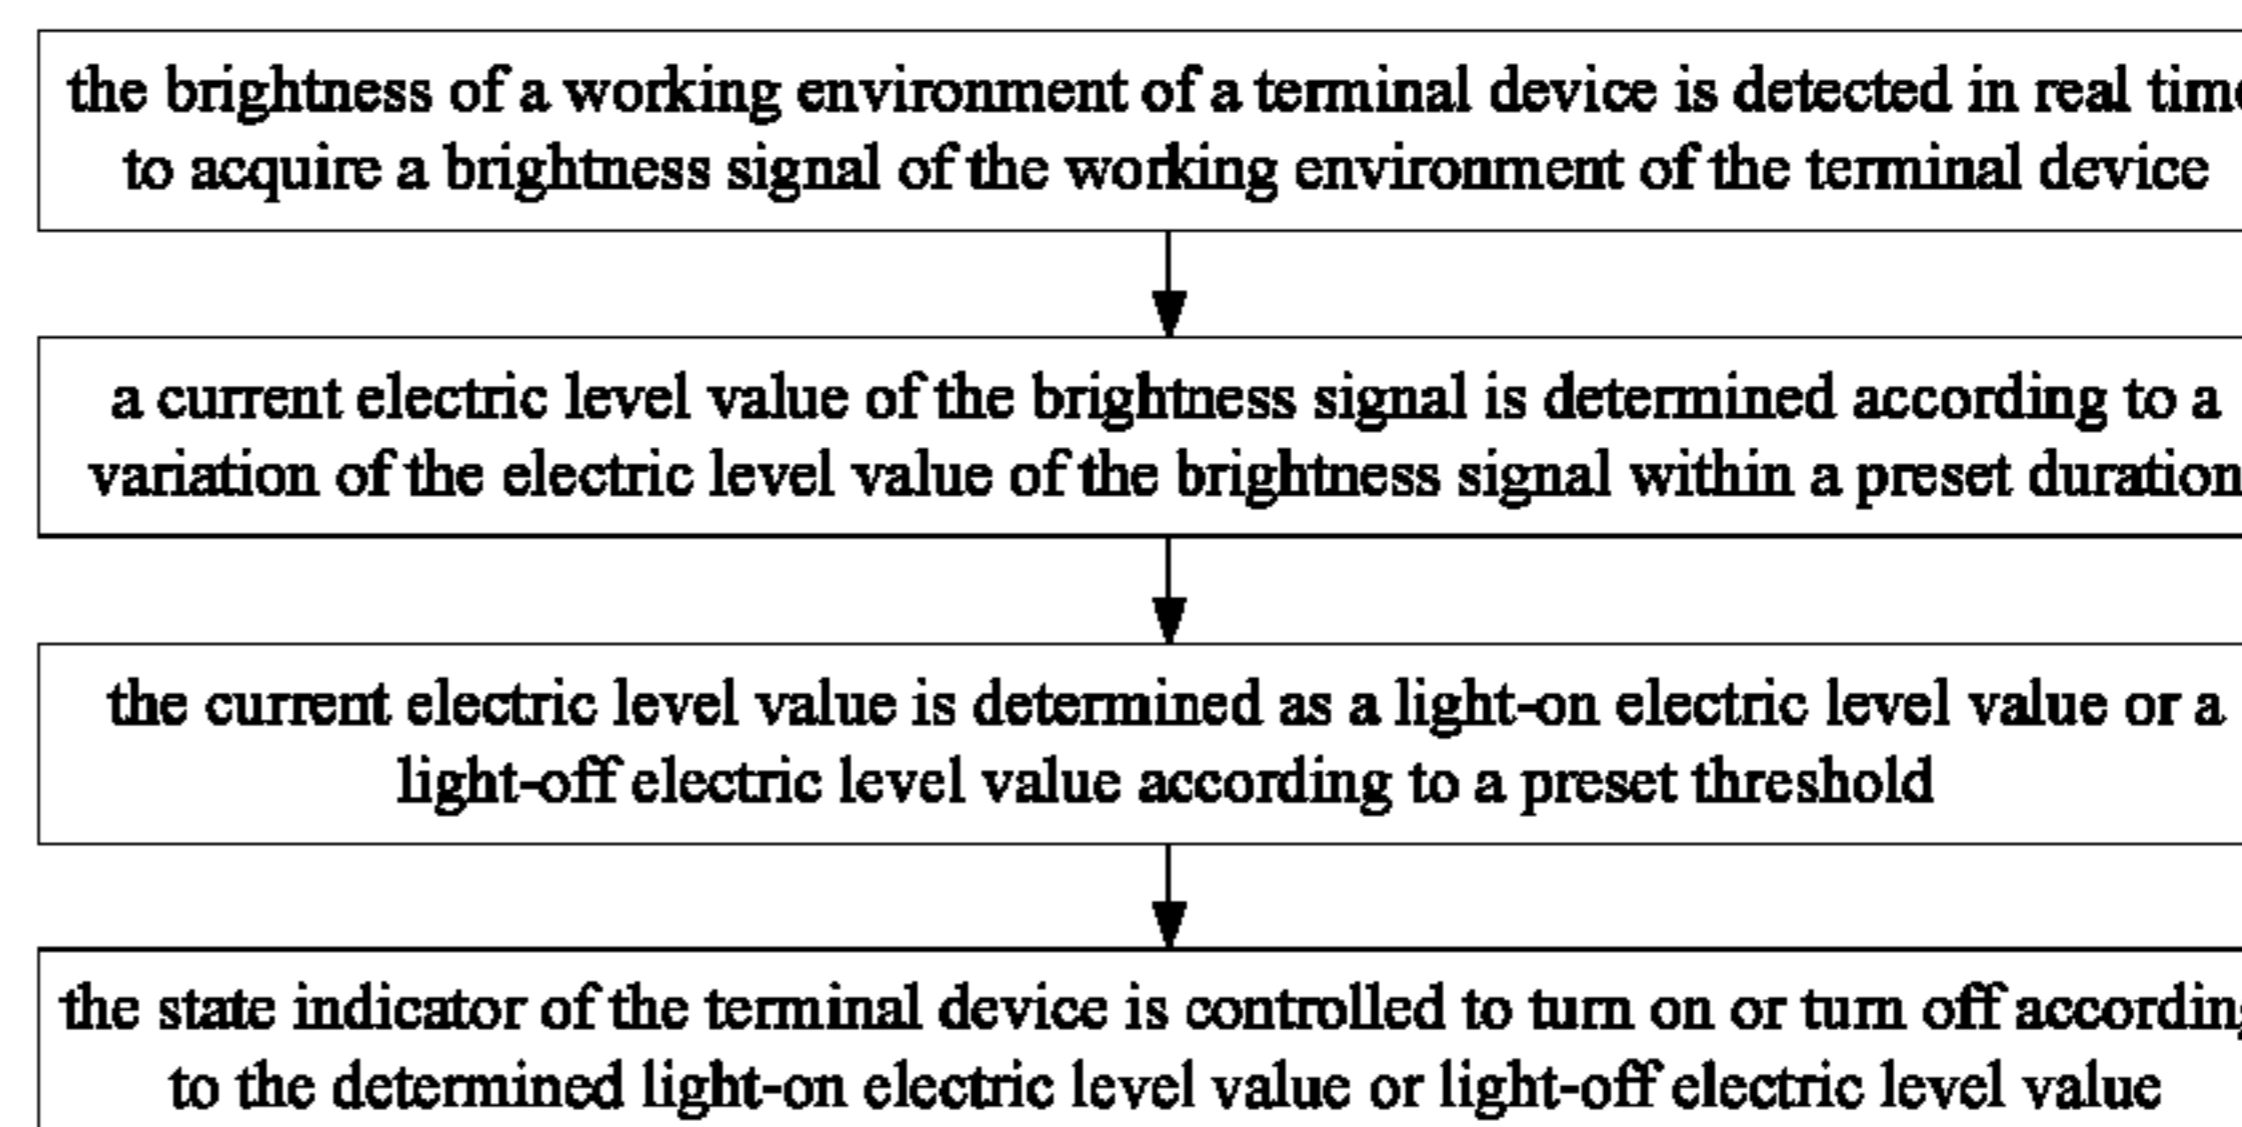 the brightness of a working environment of a terminal device is detected in real time
to acquire a brightness signal of the working environment of the terminal device
a current electric level value of the brightness signal is determined according to a
variation of the electric level value of the brightness signal within a preset duration
the current electric level value is determined as a light-on electric level value or a
light-off electric level value according to a preset threshold
the state indicator of the terminal device is controlled to turn on or turn off according
to the determined light-on electric level value or light-off electric level value